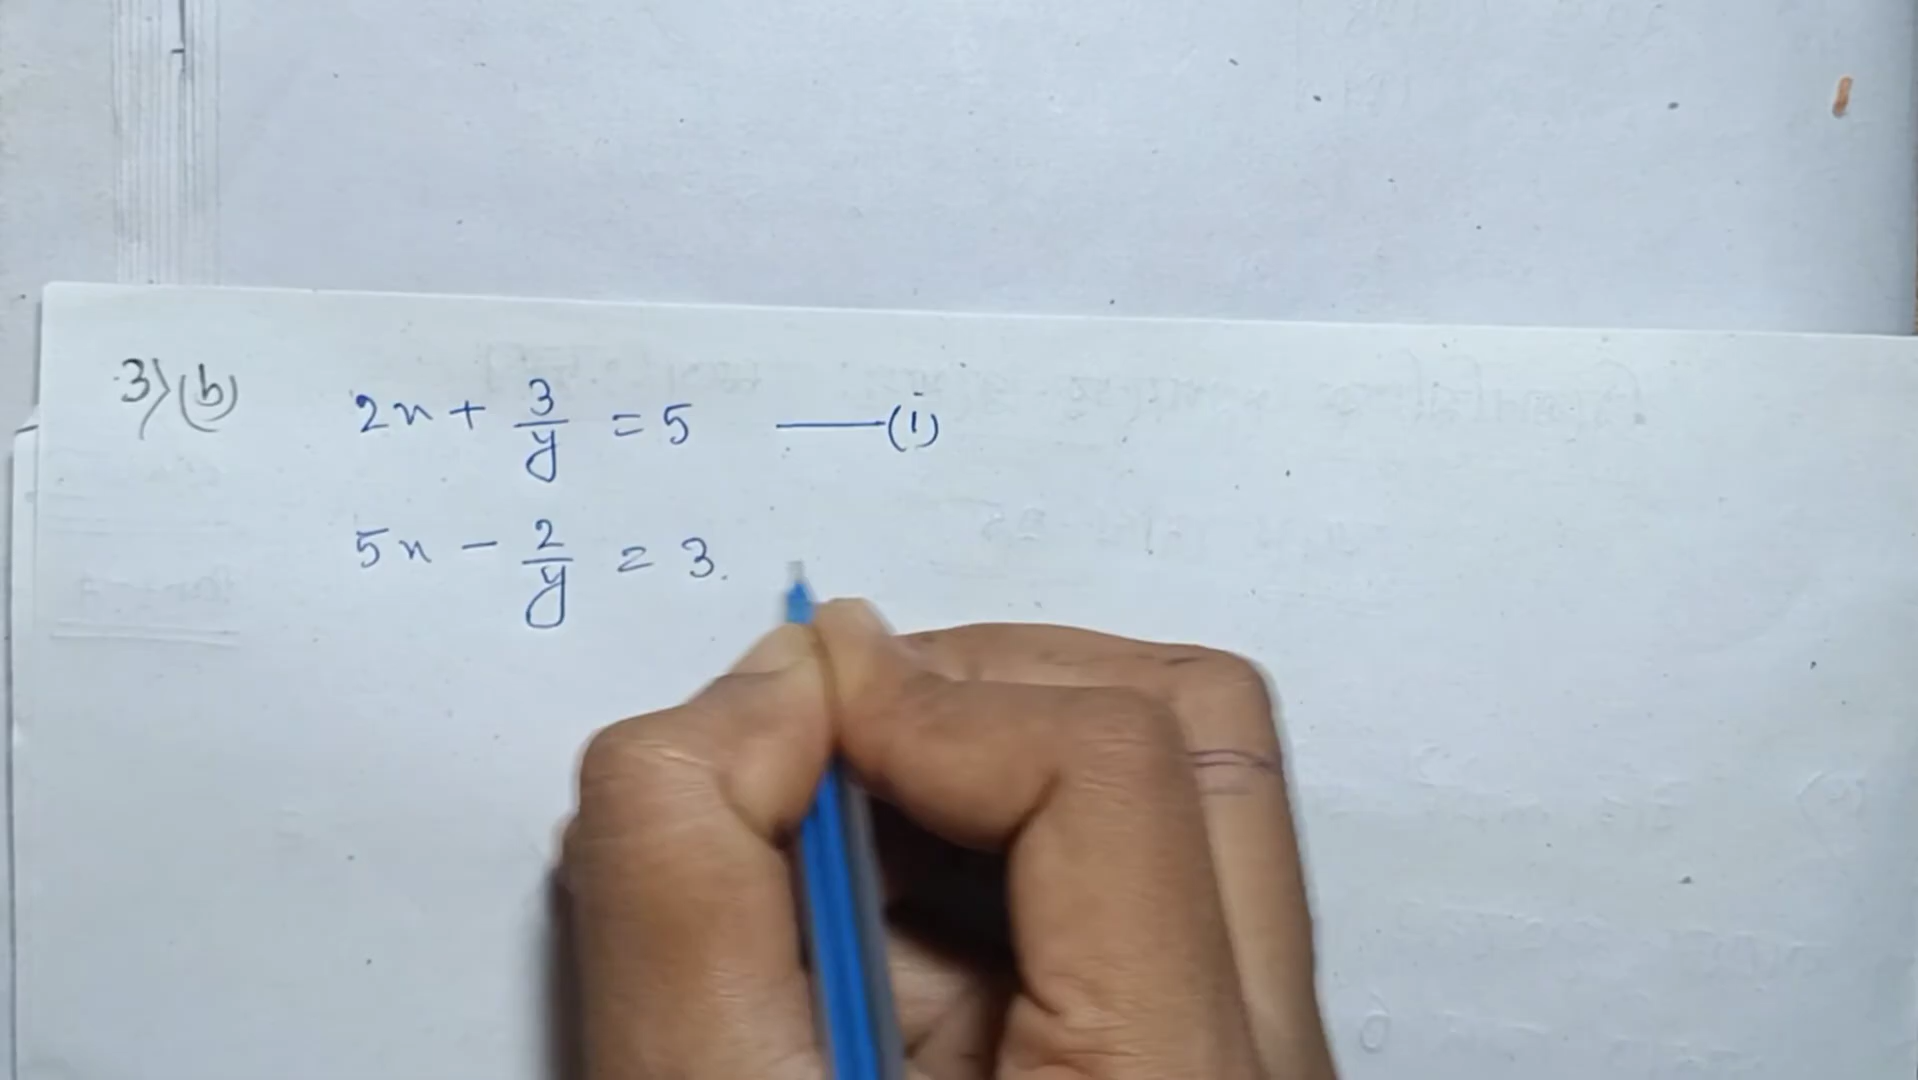 3) (b) 2x + 3/y = 5 —— (i)
5x - 2/y = 3.